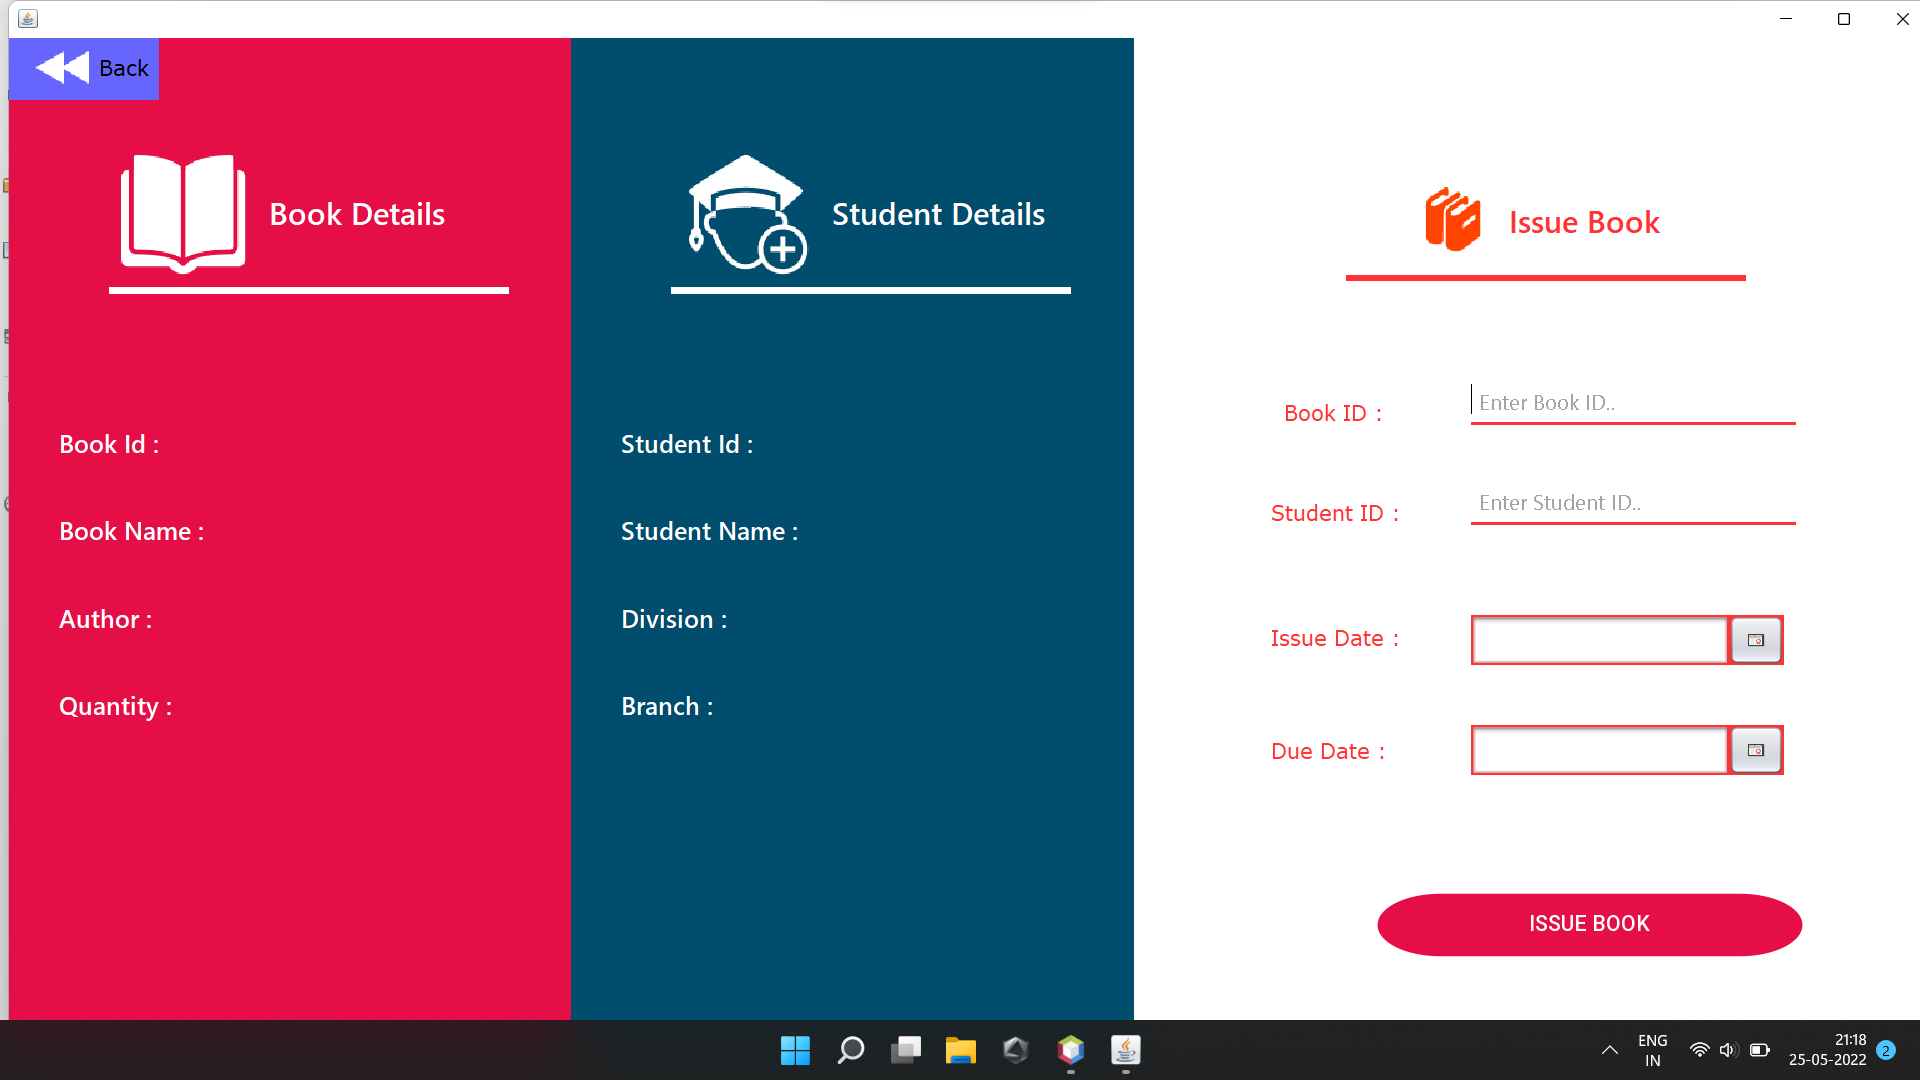 Back
Book Details
Book Id :
Book Name :
Author :
Quantity :
Student Details
Student Id :
Student Name :
Division :
Branch :
Issue Book
Book ID :
Enter Book ID..
Student ID :
Enter Student ID..
Issue Date :
Due Date :
ISSUE BOOK
ENG
IN
21:18
25-05-2022
2